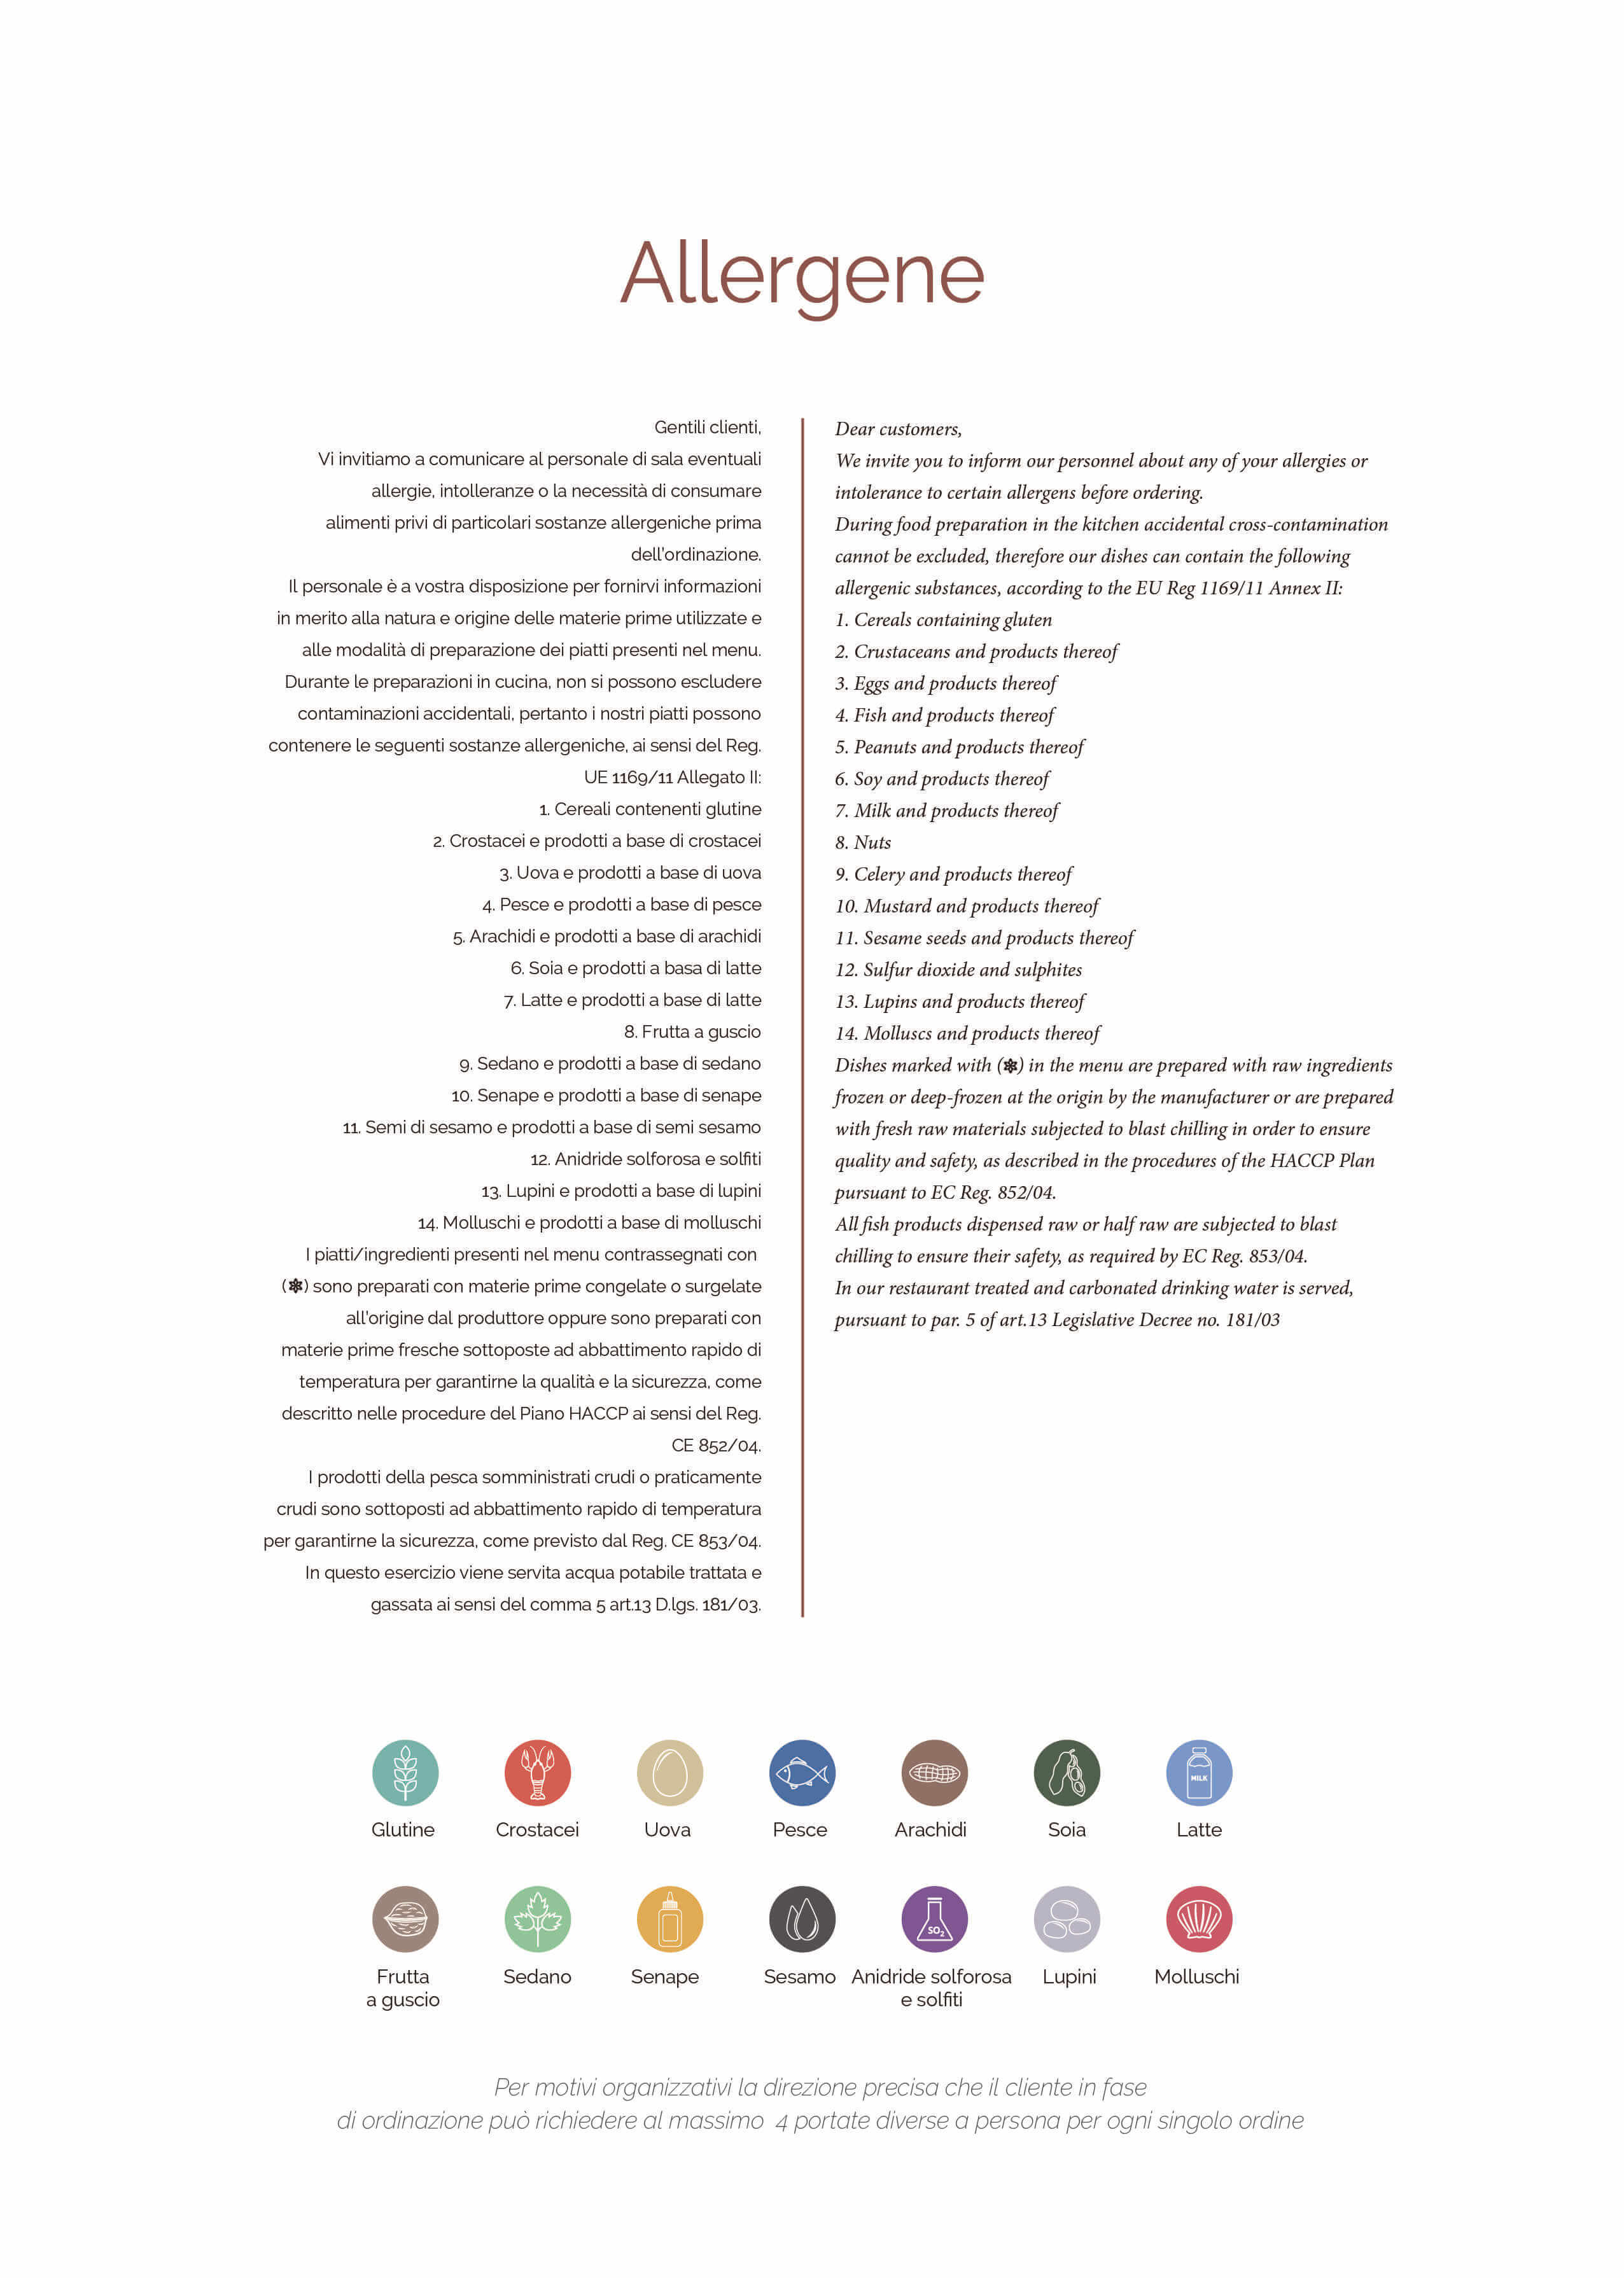 Allergene
Gentili clienti,
Vi invitiamo a comunicare al personale di sala eventuali
allergie, intolleranze o la necessità di consumare
alimenti privi di particolari sostanze allergeniche prima
dell'ordinazione.
Il personale è a vostra disposizione per fornirvi informazioni
in merito alla natura e origine delle materie prime utilizzate e
alle modalità di preparazione dei piatti presenti nel menu.
Durante le preparazioni in cucina, non si possono escludere
contaminazioni accidentali, pertanto i nostri piatti possono
contenere le seguenti sostanze allergeniche, ai sensi del Reg.
UE 1169/11 Allegato II:
1. Cereali contenenti glutine
2. Crostacei e prodotti a base di crostacei
3. Uova e prodotti a base di uova
4. Pesce e prodotti a base di pesce
5. Arachidi e prodotti a base di arachidi
6. Soia e prodotti a basa di latte
7. Latte e prodotti a base di latte
8. Frutta a guscio
9. Sedano e prodotti a base di sedano
10. Senape e prodotti a base di senape
11. Semi di sesamo e prodotti a base di semi sesamo
12. Anidride solforosa e solfiti
13. Lupini e prodotti a base di lupini
14. Molluschi e prodotti a base di molluschi
I piatti/ingredienti presenti nel menu contrassegnati con
(❄) sono preparati con materie prime congelate o surgelate
all'origine dal produttore oppure sono preparati con
materie prime fresche sottoposte ad abbattimento rapido di
temperatura per garantirne la qualità e la sicurezza, come
descritto nelle procedure del Piano HACCP ai sensi del Reg.
CE 852/04.
I prodotti della pesca somministrati crudi o praticamente
crudi sono sottoposti ad abbattimento rapido di temperatura
per garantirne la sicurezza, come previsto dal Reg. CE 853/04.
In questo esercizio viene servita acqua potabile trattata e
gassata ai sensi del comma 5 art.13 D.lgs. 181/03.
Dear customers,
We invite you to inform our personnel about any of your allergies or
intolerance to certain allergens before ordering.
During food preparation in the kitchen accidental cross-contamination
cannot be excluded, therefore our dishes can contain the following
allergenic substances, according to the EU Reg 1169/11 Annex II:
1. Cereals containing gluten
2. Crustaceans and products thereof
3. Eggs and products thereof
4. Fish and products thereof
5. Peanuts and products thereof
6. Soy and products thereof
7. Milk and products thereof
8. Nuts
9. Celery and products thereof
10. Mustard and products thereof
11. Sesame seeds and products thereof
12. Sulfur dioxide and sulphites
13. Lupins and products thereof
14. Molluscs and products thereof
Dishes marked with (❄) in the menu are prepared with raw ingredients
frozen or deep-frozen at the origin by the manufacturer or are prepared
with fresh raw materials subjected to blast chilling in order to ensure
quality and safety, as described in the procedures of the HACCP Plan
pursuant to EC Reg. 852/04.
All fish products dispensed raw or half raw are subjected to blast
chilling to ensure their safety, as required by EC Reg. 853/04.
In our restaurant treated and carbonated drinking water is served,
pursuant to par. 5 of art.13 Legislative Decree no. 181/03
MILK
Glutine Crostacei Uova Pesce Arachidi Soia Latte
SO2
Frutta Sedano Senape Sesamo Anidride solforosa Lupini Molluschi
a guscio e solfiti
Per motivi organizzativi la direzione precisa che il cliente in fase
di ordinazione può richiedere al massimo 4 portate diverse a persona per ogni singolo ordine